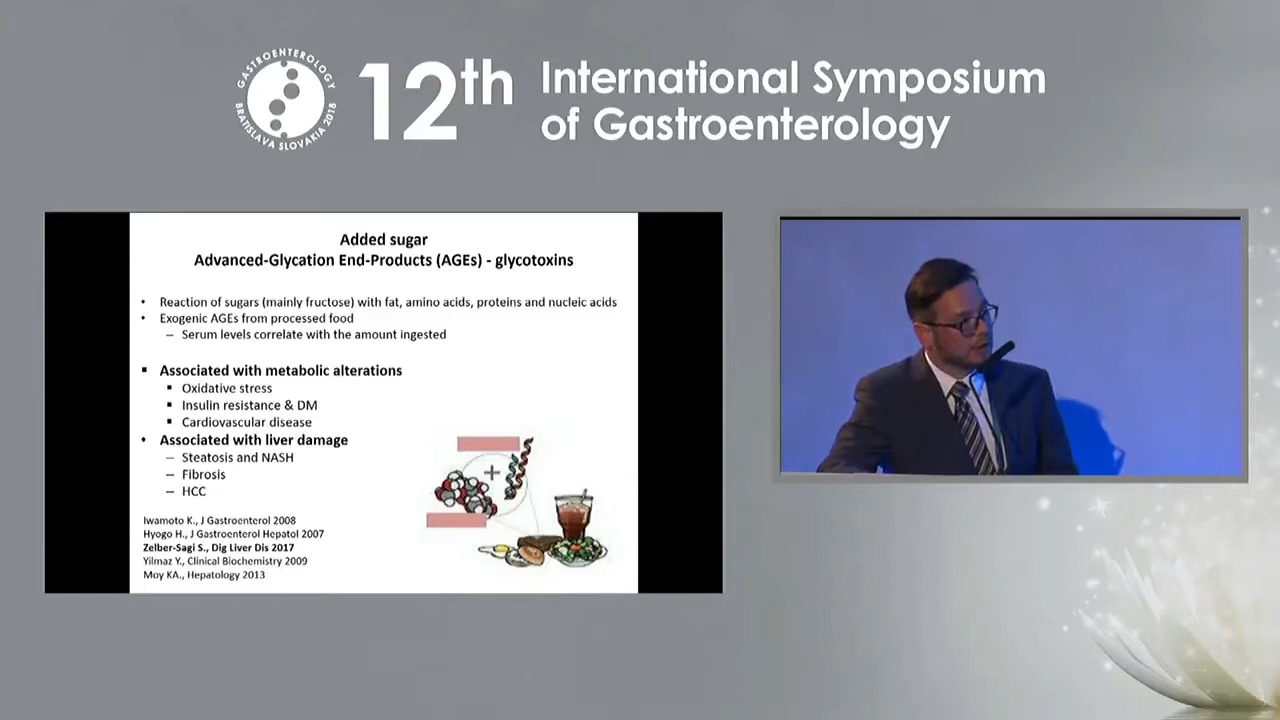 GASTROENTEROLOGY
BRATISLAVA SLOVAKIA 2018
12th
International Symposium
of Gastroenterology
Added sugar
Advanced-Glycation End-Products (AGEs) - glycotoxins
• Reaction of sugars (mainly fructose) with fat, amino acids, proteins and nucleic acids
• Exogenic AGEs from processed food
– Serum levels correlate with the amount ingested
▪ Associated with metabolic alterations
▪ Oxidative stress
▪ Insulin resistance & DM
▪ Cardiovascular disease
• Associated with liver damage
– Steatosis and NASH
– Fibrosis
– HCC
+
Iwamoto K., J Gastroenterol 2008
Hyogo H., J Gastroenterol Hepatol 2007
Zelber-Sagi S., Dig Liver Dis 2017
Yilmaz Y., Clinical Biochemistry 2009
Moy KA., Hepatology 2013